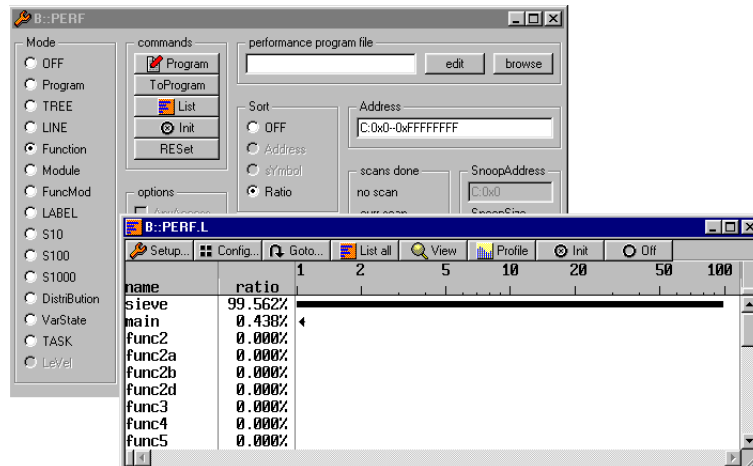 B::PERF
Mode
OFF
Program
TREE
LINE
Function
Module
FuncMod
LABEL
S10
S100
S1000
DistriBution
VarState
TASK
LeVel
commands
Program
ToProgram
List
Init
RESet
options
performance program file
edit browse
Sort
OFF
Address
sYmbol
Ratio
Address
C:0x0--0xFFFFFFFF
scans done
no scan
SnoopAddress
C:0x0
B::PERF.L
Setup... Config... Goto... List all View Profile Init Off
1 2 5 10 20 50 100
name ratio
sieve 99.562%
main 0.438%
func2 0.000%
func2a 0.000%
func2b 0.000%
func2d 0.000%
func3 0.000%
func4 0.000%
func5 0.000%